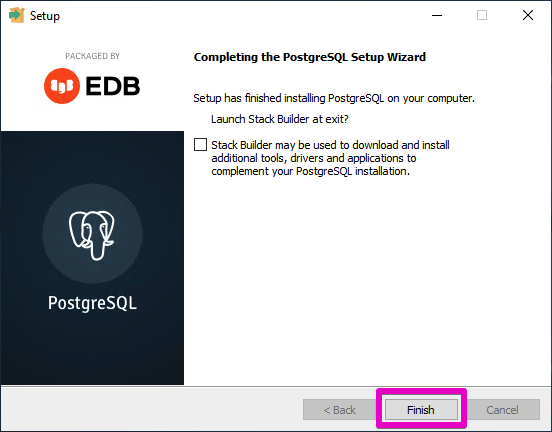 Setup
PACKAGED BY
EDB
PostgreSQL
Completing the PostgreSQL Setup Wizard
Setup has finished installing PostgreSQL on your computer.
Launch Stack Builder at exit?
Stack Builder may be used to download and install
additional tools, drivers and applications to
complement your PostgreSQL installation.
< Back
Finish
Cancel